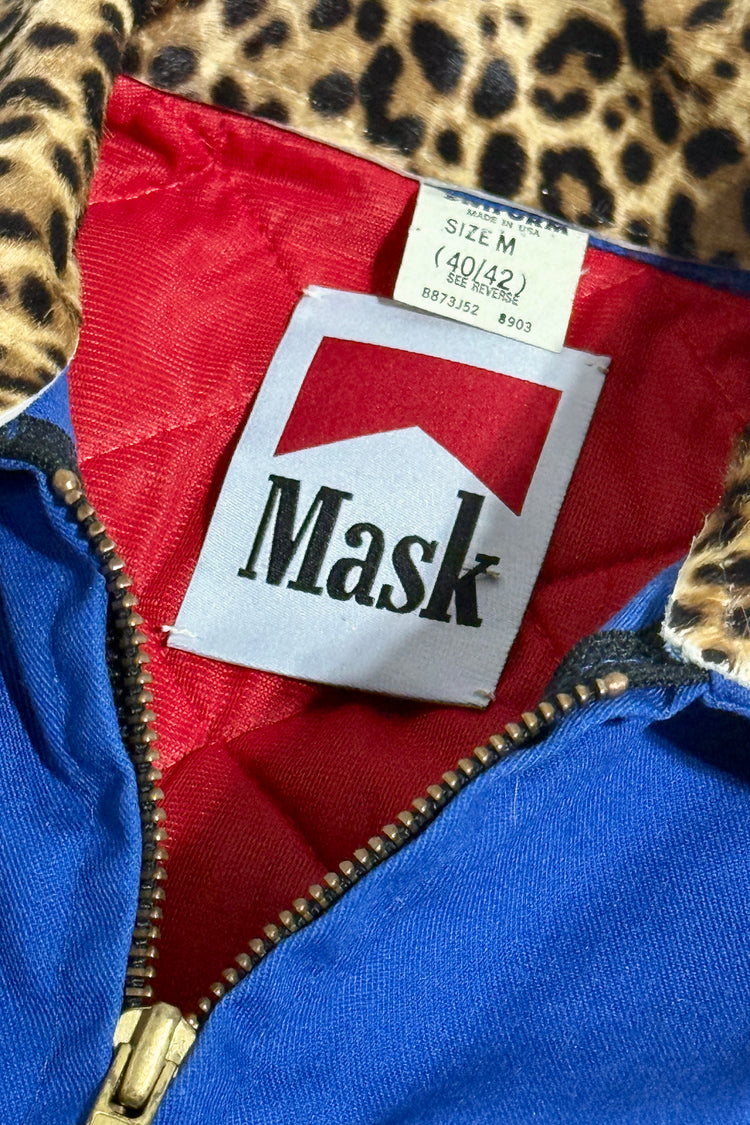 MADE IN USA
SIZE M
(40/42)
SEE REVERSE
B873J52 8903
Mask